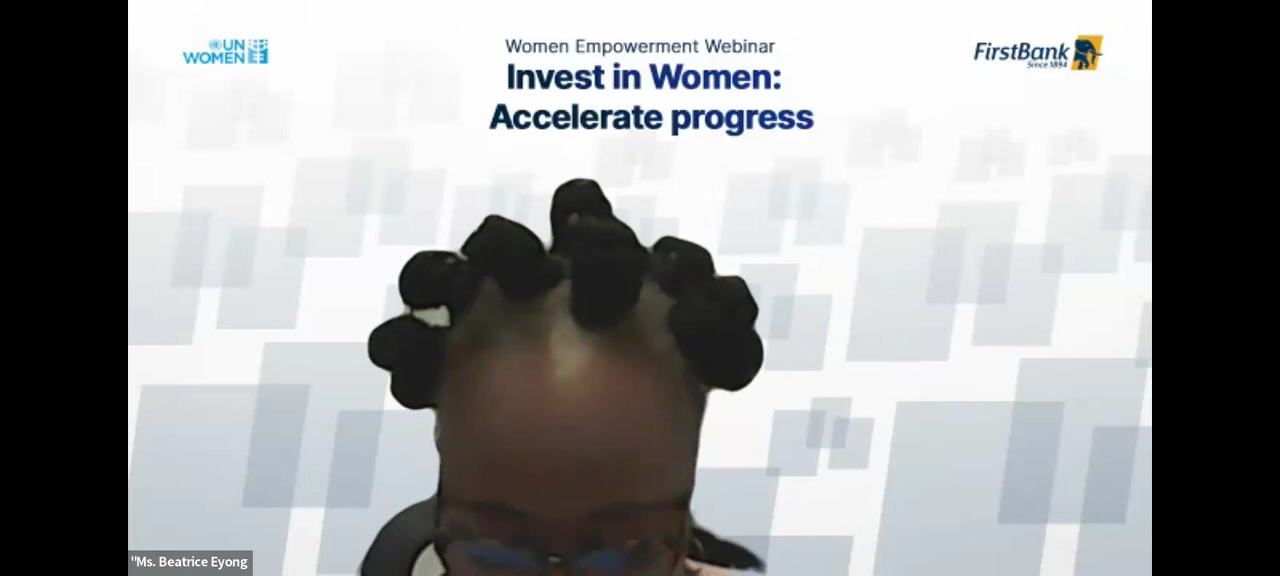 UN
WOMEN
Women Empowerment Webinar
Invest in Women:
Accelerate progress
FirstBank
Since 1894
"Ms. Beatrice Eyong